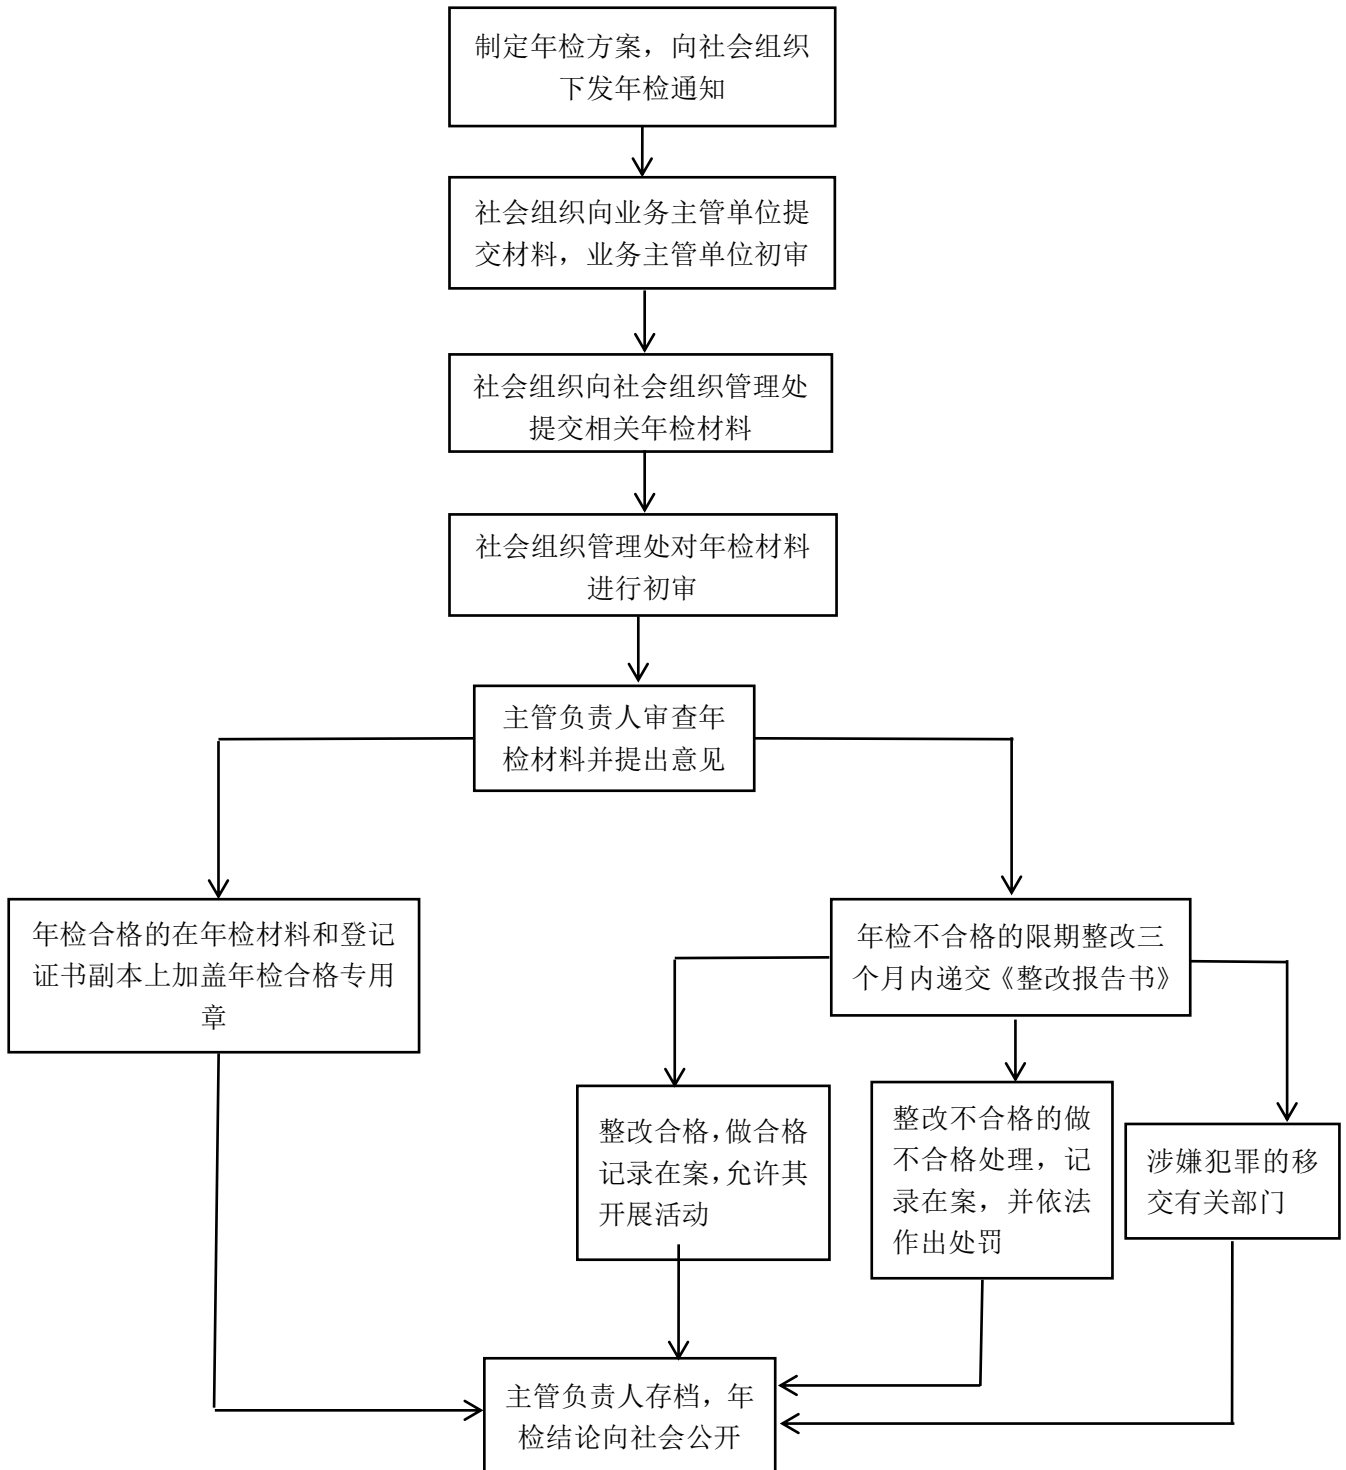 制定年检方案，向社会组织
下发年检通知
社会组织向业务主管单位提
交材料，业务主管单位初审
社会组织向社会组织管理处
提交相关年检材料
社会组织管理处对年检材料
进行初审
主管负责人审查年
检材料并提出意见
年检合格的在年检材料和登记
证书副本上加盖年检合格专用
章
年检不合格的限期整改三
个月内递交《整改报告书》
整改合格，做合格
记录在案，允许其
开展活动
整改不合格的做
不合格处理，记
录在案，并依法
作出处罚
涉嫌犯罪的移
交有关部门
主管负责人存档，年
检结论向社会公开